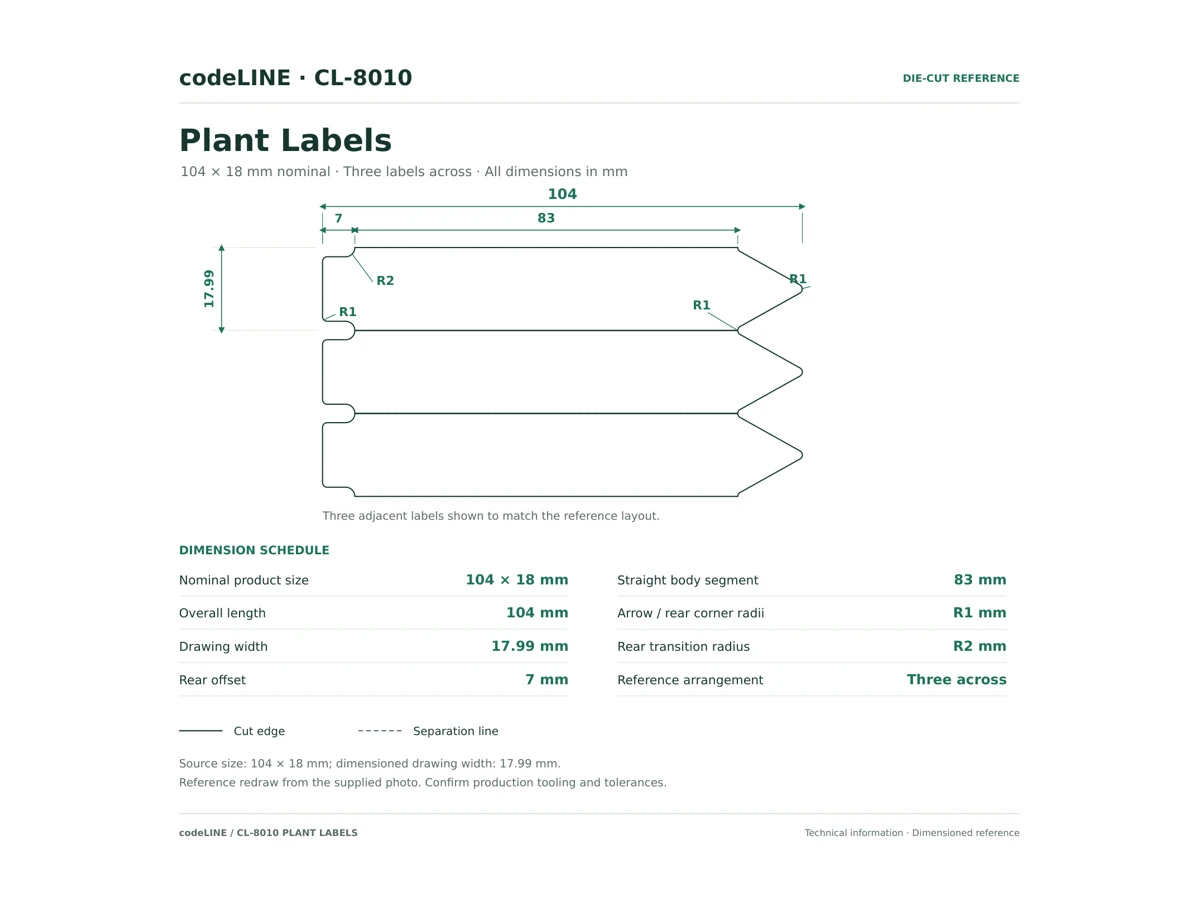 codeLINE · CL-8010
DIE-CUT REFERENCE
Plant Labels
104 × 18 mm nominal · Three labels across · All dimensions in mm
104
7
83
17.99
R2
R1
R1
R1
Three adjacent labels shown to match the reference layout.
DIMENSION SCHEDULE
Nominal product size 104 × 18 mm
Straight body segment 83 mm
Overall length 104 mm
Arrow / rear corner radii R1 mm
Drawing width 17.99 mm
Rear transition radius R2 mm
Rear offset 7 mm
Reference arrangement Three across
Cut edge
Separation line
Source size: 104 × 18 mm; dimensioned drawing width: 17.99 mm.
Reference redraw from the supplied photo. Confirm production tooling and tolerances.
codeLINE / CL-8010 PLANT LABELS
Technical information · Dimensioned reference